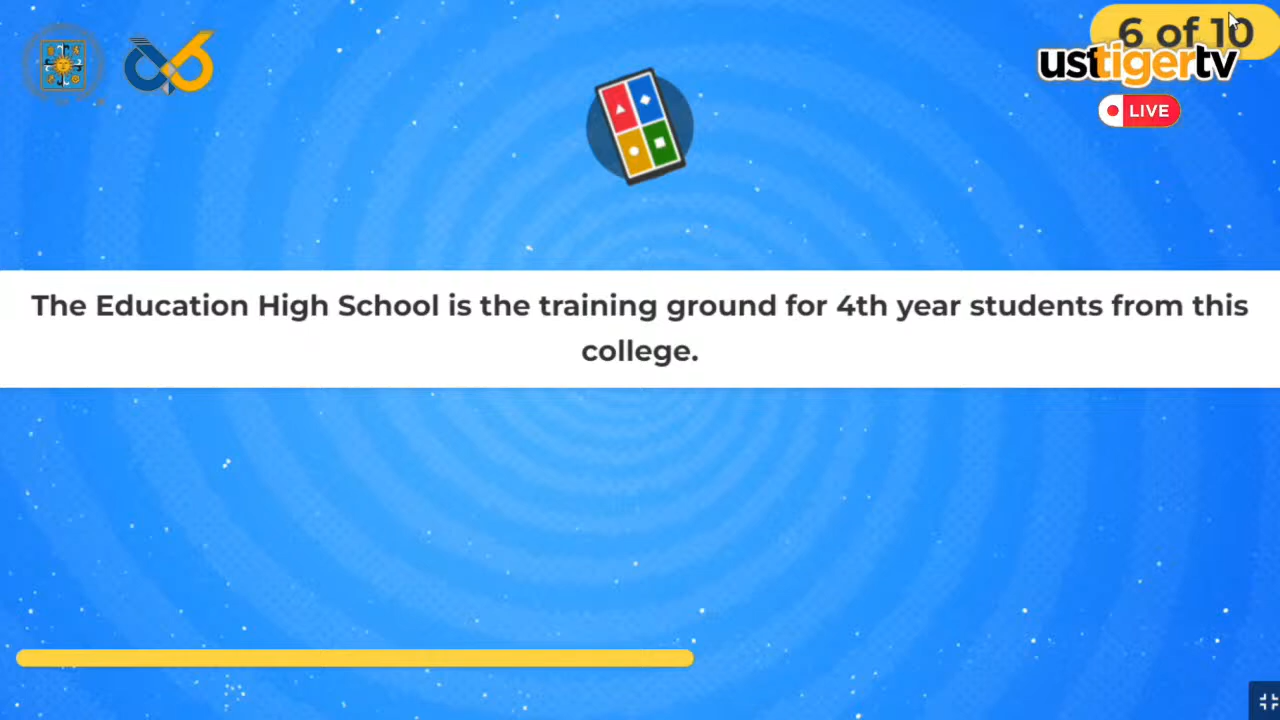 6 of 10
usttigertv
LIVE
The Education High School is the training ground for 4th year students from this
college.